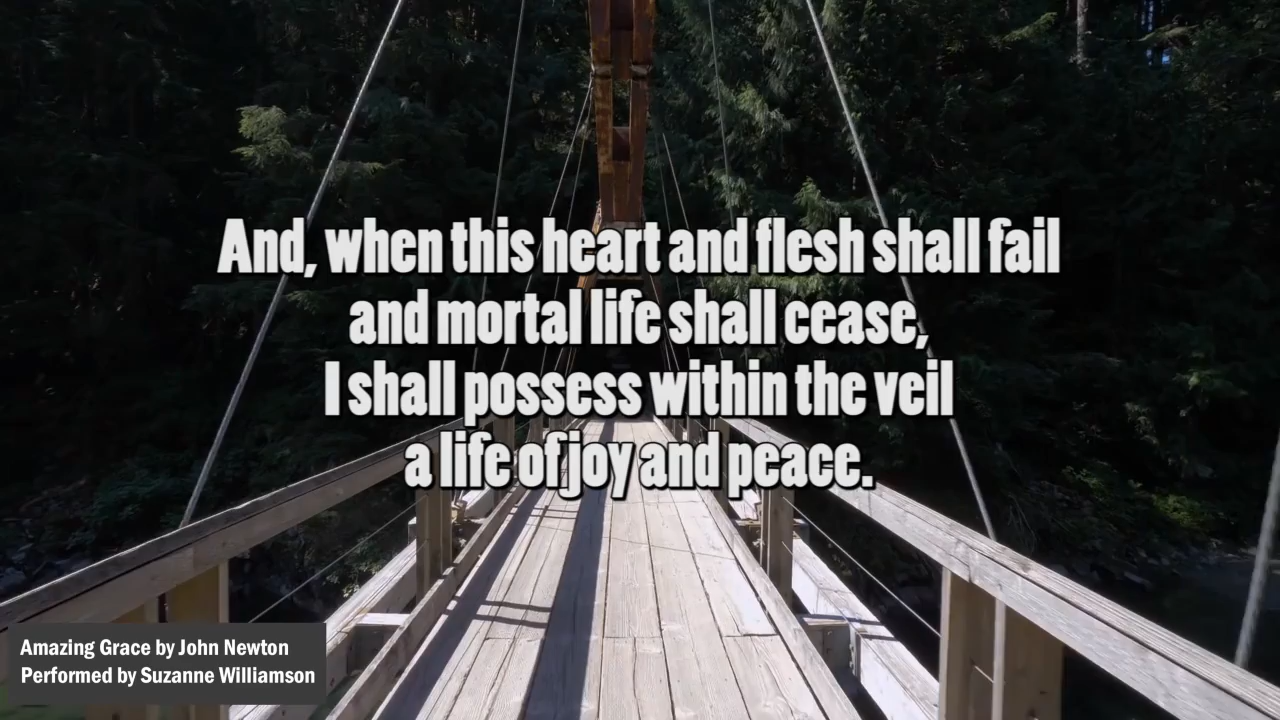 And, when this heart and flesh shall fail
and mortal life shall cease,
I shall possess within the veil
a life of joy and peace.
Amazing Grace by John Newton
Performed by Suzanne Williamson